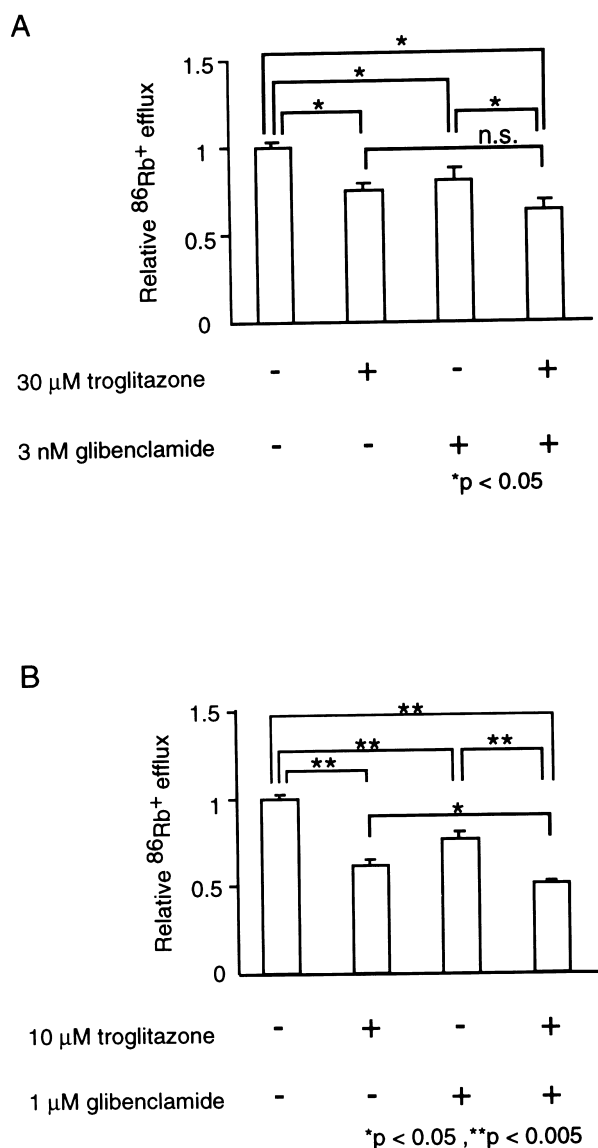 A
Relative 86Rb+ efflux
1.5
1
0.5
0
*
*
*
*
n.s.
30 μM troglitazone - + - +
3 nM glibenclamide - - + +
*p < 0.05
B
Relative 86Rb+ efflux
1.5
1
0.5
0
**
**
**
**
*
10 μM troglitazone - + - +
1 μM glibenclamide - - + +
*p < 0.05 ,**p < 0.005